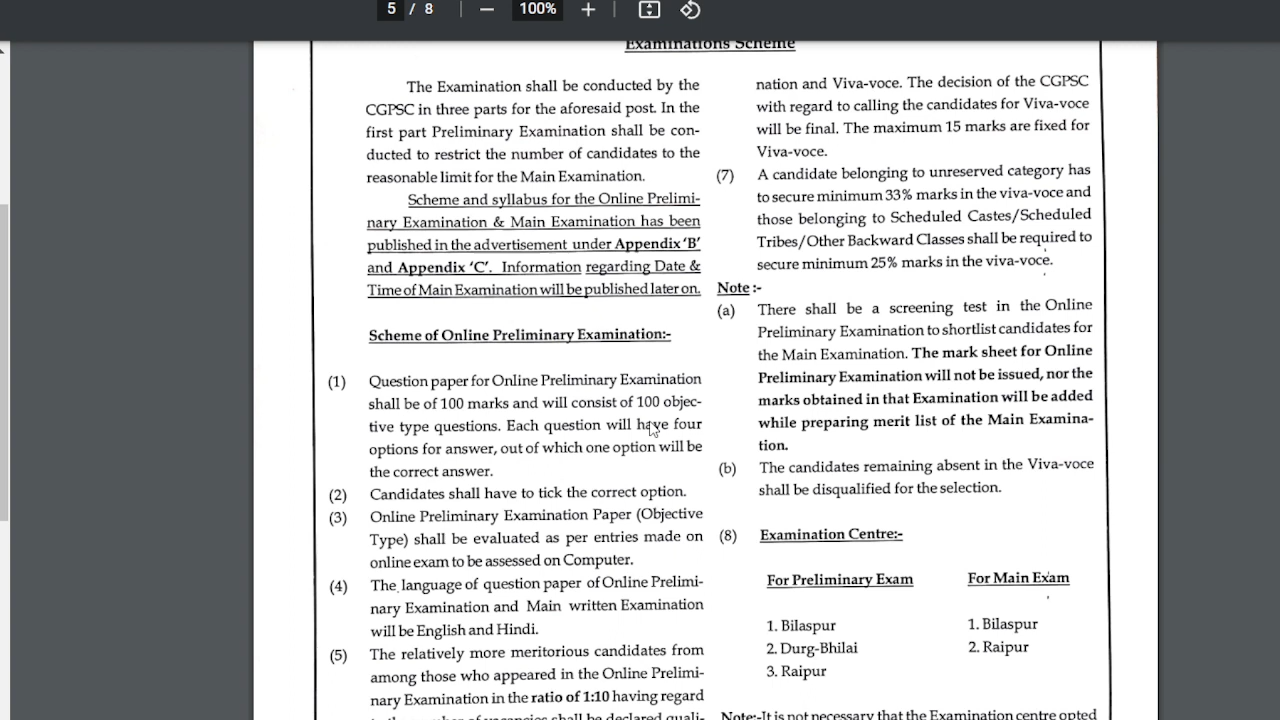 5 / 8 | — 100% + |
Examinations Scheme
The Examination shall be conducted by the
CGPSC in three parts for the aforesaid post. In the
first part Preliminary Examination shall be con-
ducted to restrict the number of candidates to the
reasonable limit for the Main Examination.
Scheme and syllabus for the Online Prelimi-
nary Examination & Main Examination has been
published in the advertisement under Appendix 'B'
and Appendix 'C'. Information regarding Date &
Time of Main Examination will be published later on.
Scheme of Online Preliminary Examination:-
(1) Question paper for Online Preliminary Examination
shall be of 100 marks and will consist of 100 objec-
tive type questions. Each question will have four
options for answer, out of which one option will be
the correct answer.
(2) Candidates shall have to tick the correct option.
(3) Online Preliminary Examination Paper (Objective
Type) shall be evaluated as per entries made on
online exam to be assessed on Computer.
(4) The language of question paper of Online Prelimi-
nary Examination and Main written Examination
will be English and Hindi.
(5) The relatively more meritorious candidates from
among those who appeared in the Online Prelimi-
nary Examination in the ratio of 1:10 having regard
to the number of vacancies shall be declared quali-
nation and Viva-voce. The decision of the CGPSC
with regard to calling the candidates for Viva-voce
will be final. The maximum 15 marks are fixed for
Viva-voce.
(7) A candidate belonging to unreserved category has
to secure minimum 33% marks in the viva-voce and
those belonging to Scheduled Castes/Scheduled
Tribes/Other Backward Classes shall be required to
secure minimum 25% marks in the viva-voce.
Note :-
(a) There shall be a screening test in the Online
Preliminary Examination to shortlist candidates for
the Main Examination. The mark sheet for Online
Preliminary Examination will not be issued, nor the
marks obtained in that Examination will be added
while preparing merit list of the Main Examina-
tion.
(b) The candidates remaining absent in the Viva-voce
shall be disqualified for the selection.
(8) Examination Centre:-
For Preliminary Exam For Main Exam
1. Bilaspur 1. Bilaspur
2. Durg-Bhilai 2. Raipur
3. Raipur
Note:-It is not necessary that the Examination centre opted